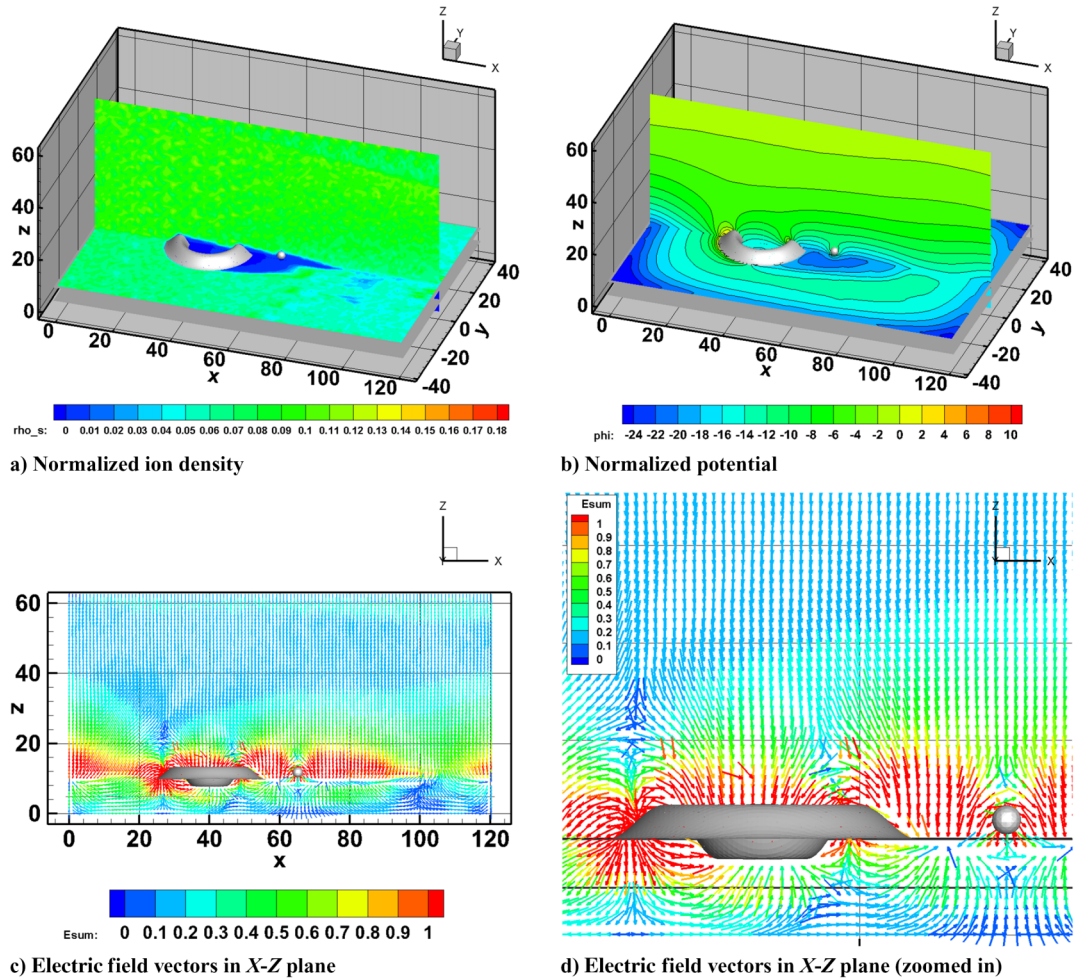 Z
Y
X
60
40
z
20
0
0
20
40
60
80
100
120
x
40
20
0
-20
-40
y
rho_s: 0 0.01 0.02 0.03 0.04 0.05 0.06 0.07 0.08 0.09 0.1 0.11 0.12 0.13 0.14 0.15 0.16 0.17 0.18
a) Normalized ion density
Z
Y
X
60
40
z
20
0
0
20
40
60
80
100
120
x
40
20
0
-20
-40
y
phi: -24 -22 -20 -18 -16 -14 -12 -10 -8 -6 -4 -2 0 2 4 6 8 10
b) Normalized potential
Z
Y
X
60
40
z
20
0
0 20 40 60 80 100 120
x
Esum: 0 0.1 0.2 0.3 0.4 0.5 0.6 0.7 0.8 0.9 1
c) Electric field vectors in X-Z plane
Esum
1
0.9
0.8
0.7
0.6
0.5
0.4
0.3
0.2
0.1
0
Z
Y
X
d) Electric field vectors in X-Z plane (zoomed in)